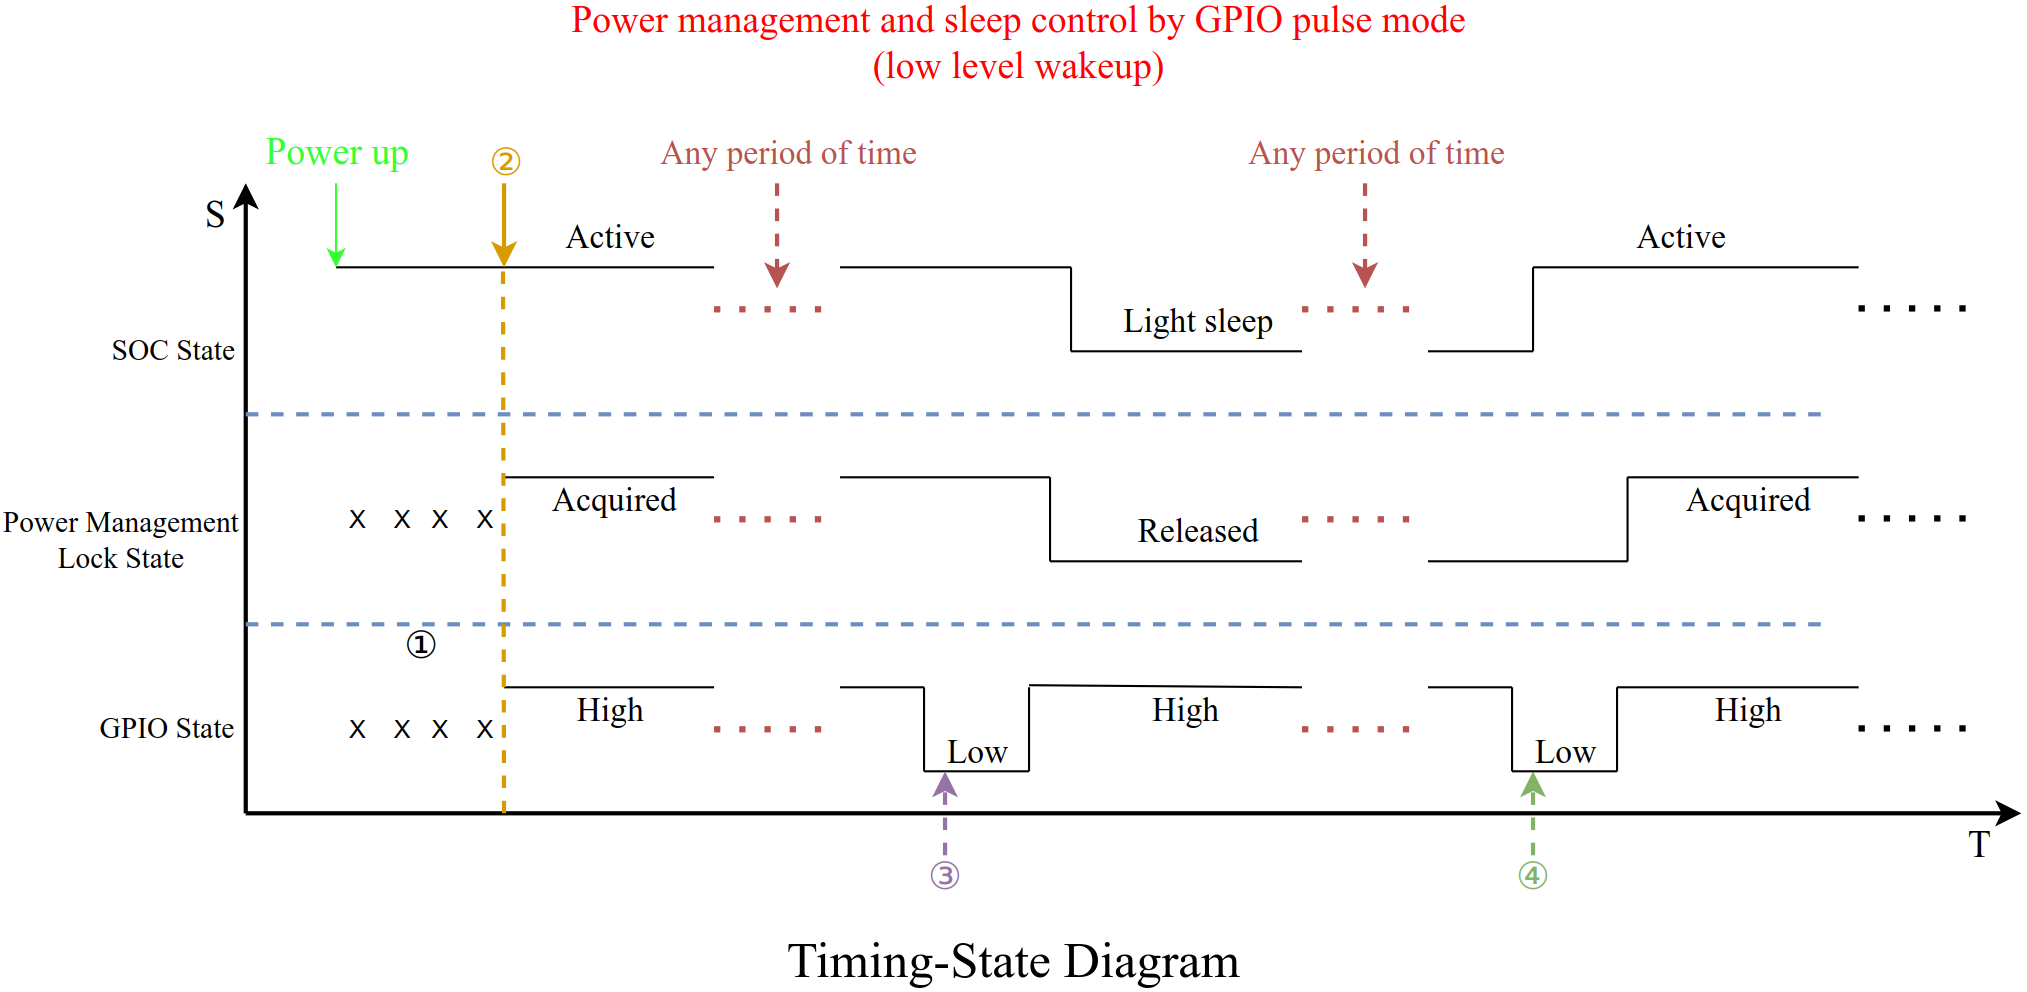 Power management and sleep control by GPIO pulse mode
(low level wakeup)
Power up
②
Any period of time
Any period of time
S
Active
Active
Light sleep
SOC State
Acquired
Acquired
Power Management
Lock State
X X X X
Released
①
High
High
High
GPIO State
X X X X
Low
Low
T
③
④
Timing-State Diagram